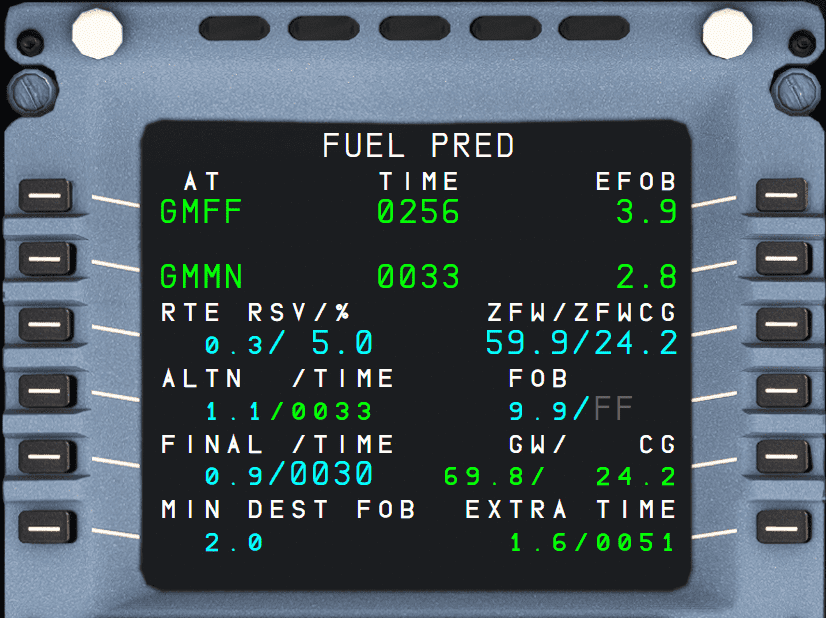 FUEL PRED
AT TIME EFOB
GMFF 0256 3.9
GMMN 0033 2.8
RTE RSV/% ZFW/ZFWCG
0.3/ 5.0 59.9/24.2
ALTN /TIME FOB
1.1/0033 9.9/FF
FINAL /TIME GW/ CG
0.9/0030 69.8/ 24.2
MIN DEST FOB EXTRA TIME
2.0 1.6/0051